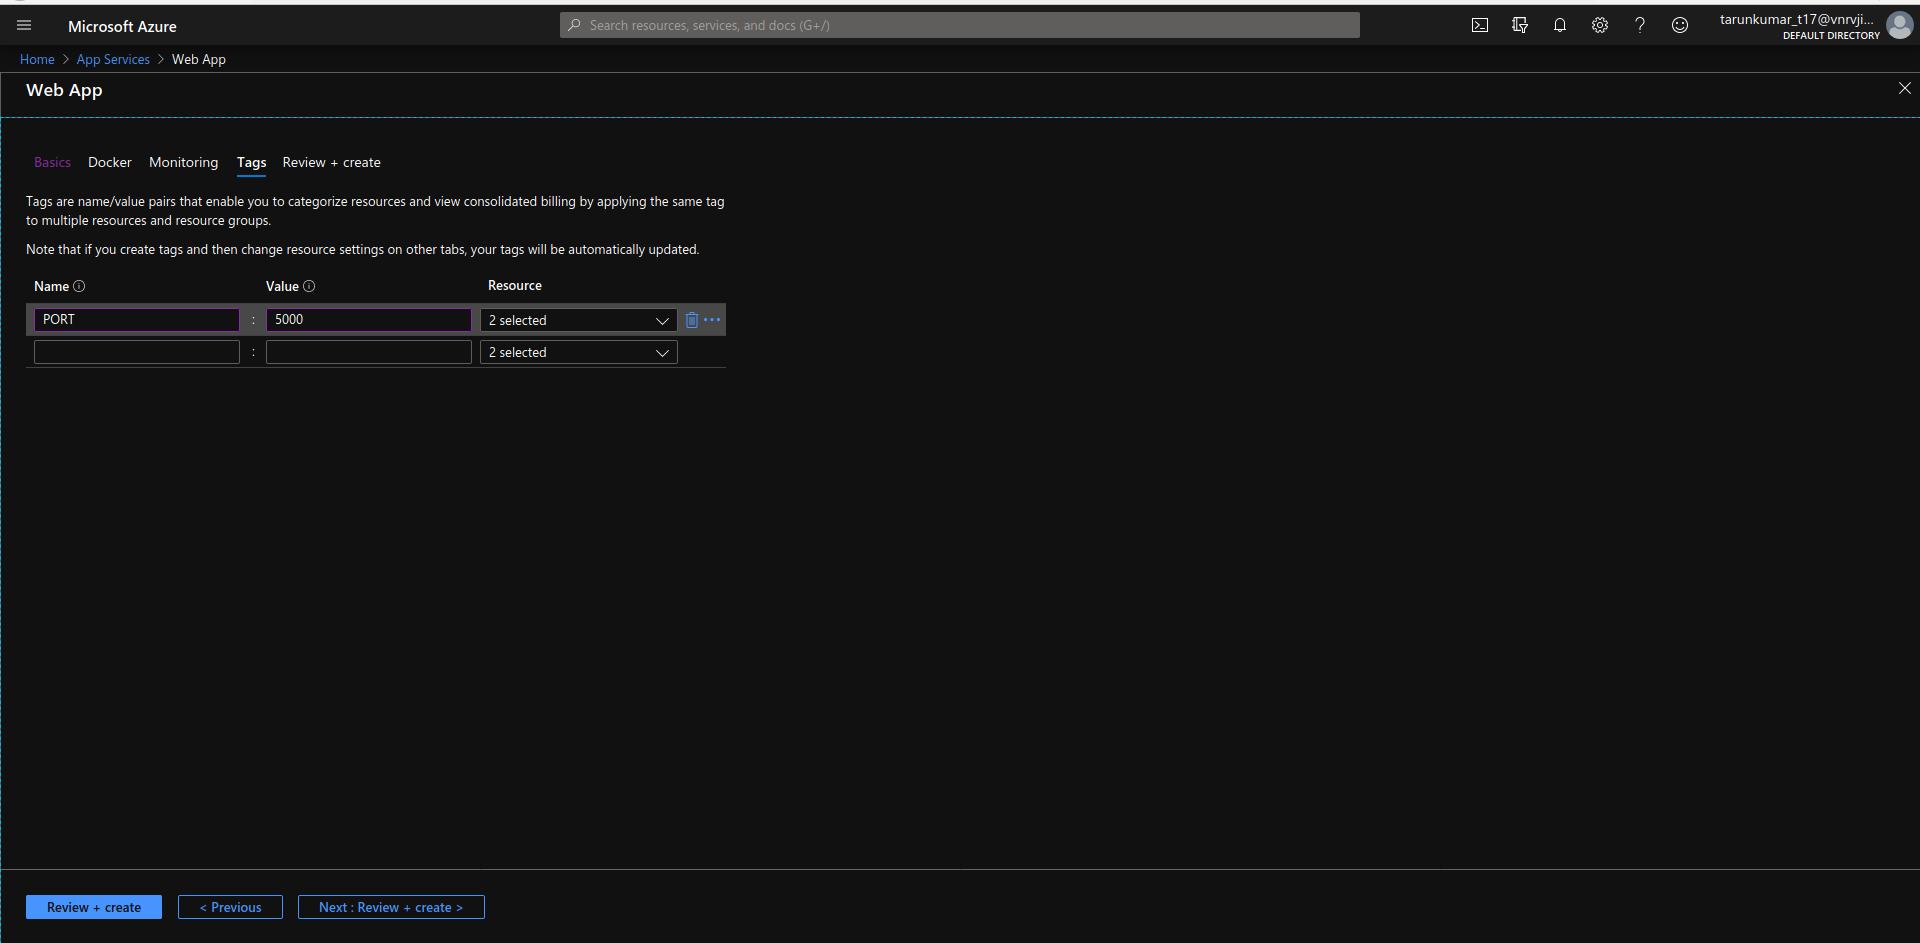 Microsoft Azure
Search resources, services, and docs (G+/)
tarunkumar_t17@vnrvji...
DEFAULT DIRECTORY
Home > App Services > Web App
Web App
Basics Docker Monitoring Tags Review + create
Tags are name/value pairs that enable you to categorize resources and view consolidated billing by applying the same tag
to multiple resources and resource groups.
Note that if you create tags and then change resource settings on other tabs, your tags will be automatically updated.
Name Value Resource
PORT : 5000 2 selected
: 2 selected
Review + create < Previous Next : Review + create >